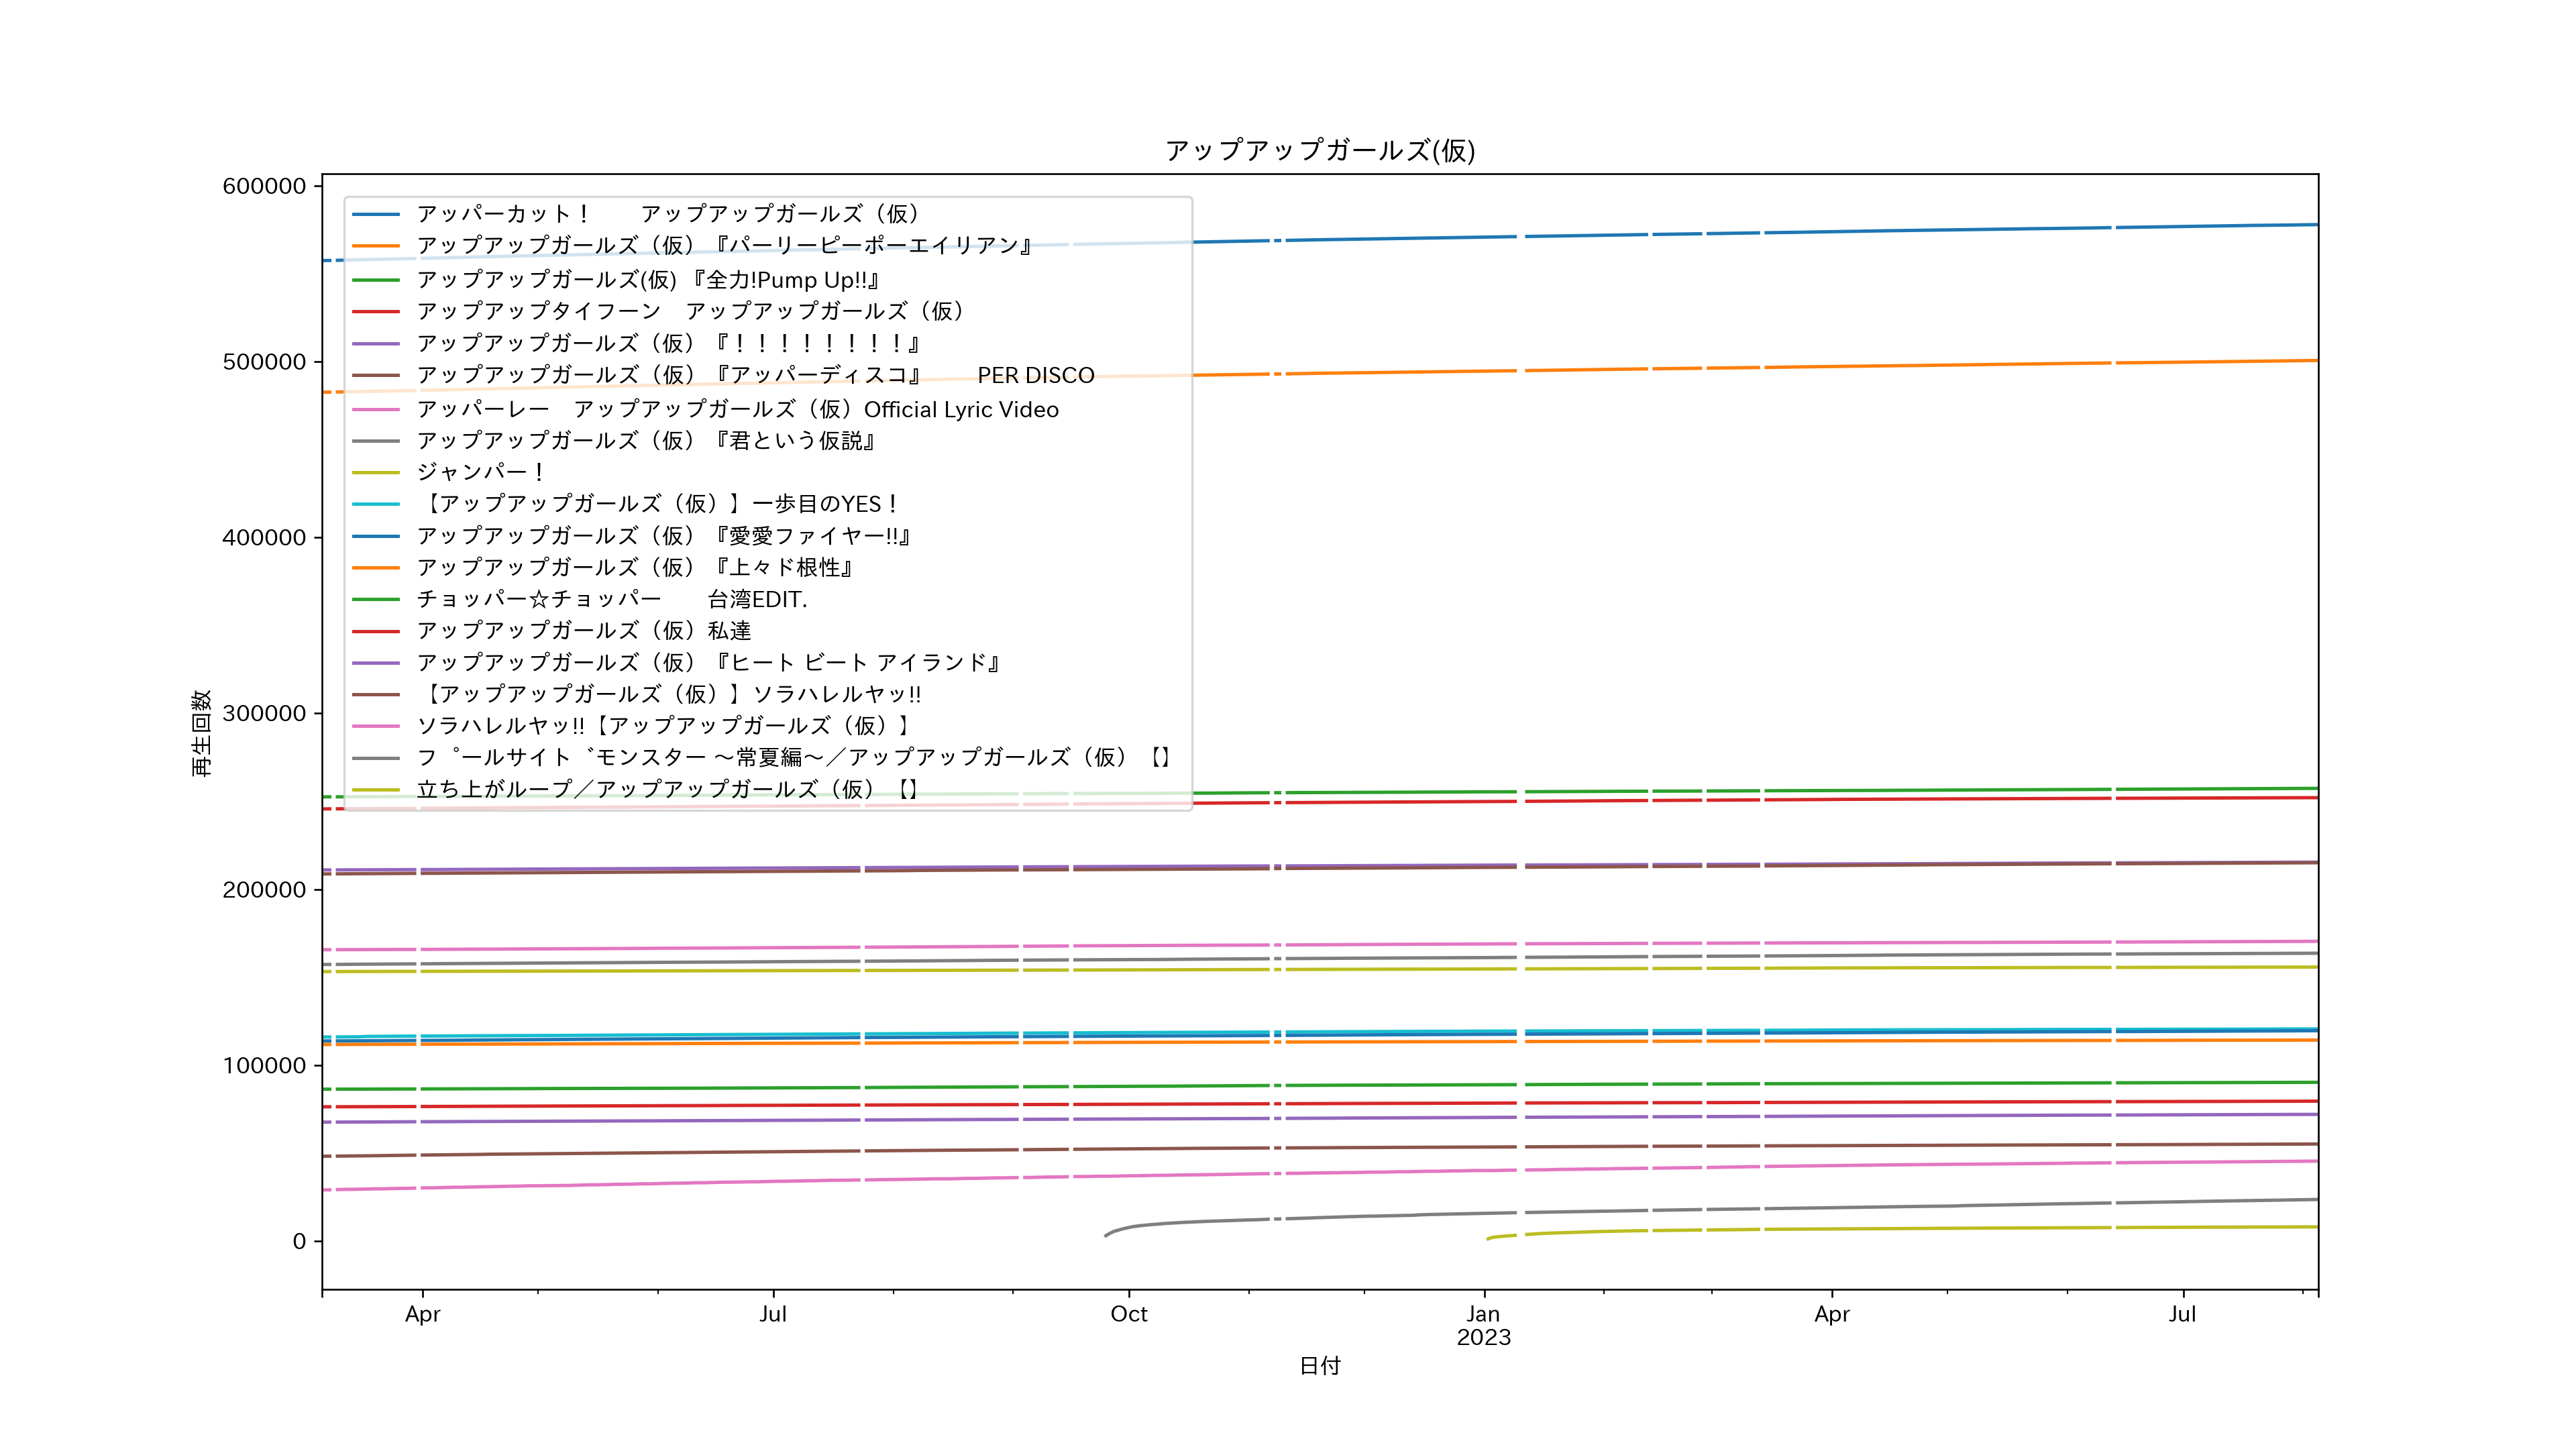 アップアップガールズ(仮)
600000
500000
400000
300000
200000
100000
0
再生回数
アッパーカット！　　アップアップガールズ（仮）
アップアップガールズ（仮）『パーリーピーポーエイリアン』
アップアップガールズ(仮) 『全力!Pump Up!!』
アップアップタイフーン　アップアップガールズ（仮）
アップアップガールズ（仮）『！！！！！！！！』
アップアップガールズ（仮）『アッパーディスコ』　　PER DISCO
アッパーレー　アップアップガールズ（仮）Official Lyric Video
アップアップガールズ（仮）『君という仮説』
ジャンパー！
【アップアップガールズ（仮）】一歩目のYES！
アップアップガールズ（仮）『愛愛ファイヤー!!』
アップアップガールズ（仮）『上々ド根性』
チョッパー☆チョッパー　　台湾EDIT.
アップアップガールズ（仮）私達
アップアップガールズ（仮）『ヒート ビート アイランド』
【アップアップガールズ（仮）】ソラハレルヤッ!!
ソラハレルヤッ!!【アップアップガールズ（仮）】
フ゜ールサイト゛モンスター 〜常夏編〜／アップアップガールズ（仮）【】
立ち上がループ／アップアップガールズ（仮）【】
Apr Jul Oct Jan Apr Jul
2023
日付